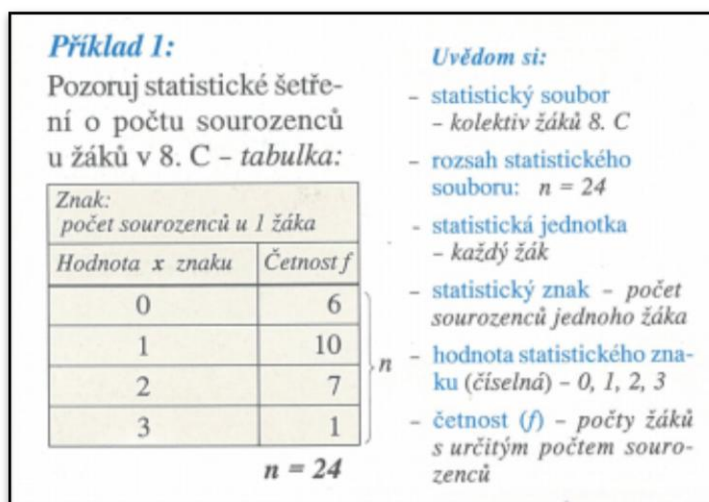 Příklad 1:
Pozoruj statistické šetře-
ní o počtu sourozenců
u žáků v 8. C – tabulka:
Znak:
počet sourozenců u 1 žáka
Hodnota x znaku Četnost f
0 6
1 10
2 7
3 1
n
n = 24
Uvědom si:
– statistický soubor
– kolektiv žáků 8. C
– rozsah statistického
souboru: n = 24
- statistická jednotka
– každý žák
– statistický znak – počet
sourozenců jednoho žáka
– hodnota statistického zna-
ku (číselná) – 0, 1, 2, 3
– četnost (f) – počty žáků
s určitým počtem souro-
zenců